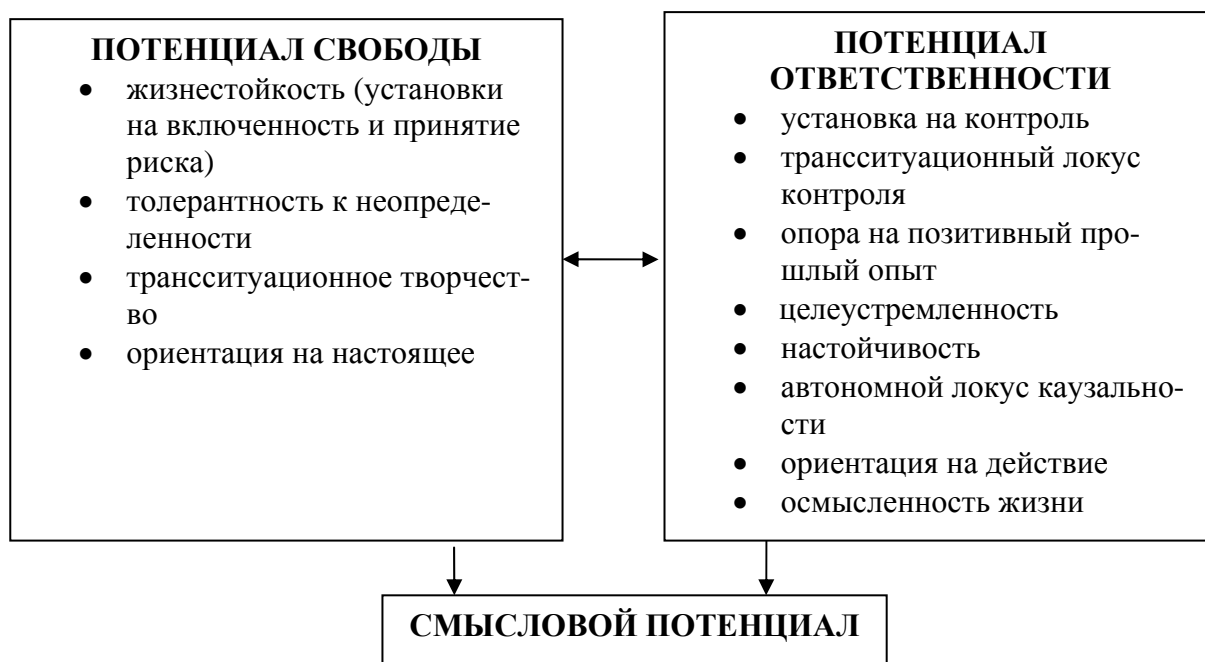 ПОТЕНЦИАЛ СВОБОДЫ
• жизнестойкость (установки
на включенность и принятие
риска)
• толерантность к неопреде-
ленности
• трансситуационное творчест-
во
• ориентация на настоящее
ПОТЕНЦИАЛ
ОТВЕТСТВЕННОСТИ
• установка на контроль
• трансситуационный локус
контроля
• опора на позитивный про-
шлый опыт
• целеустремленность
• настойчивость
• автономной локус каузально-
сти
• ориентация на действие
• осмысленность жизни
СМЫСЛОВОЙ ПОТЕНЦИАЛ